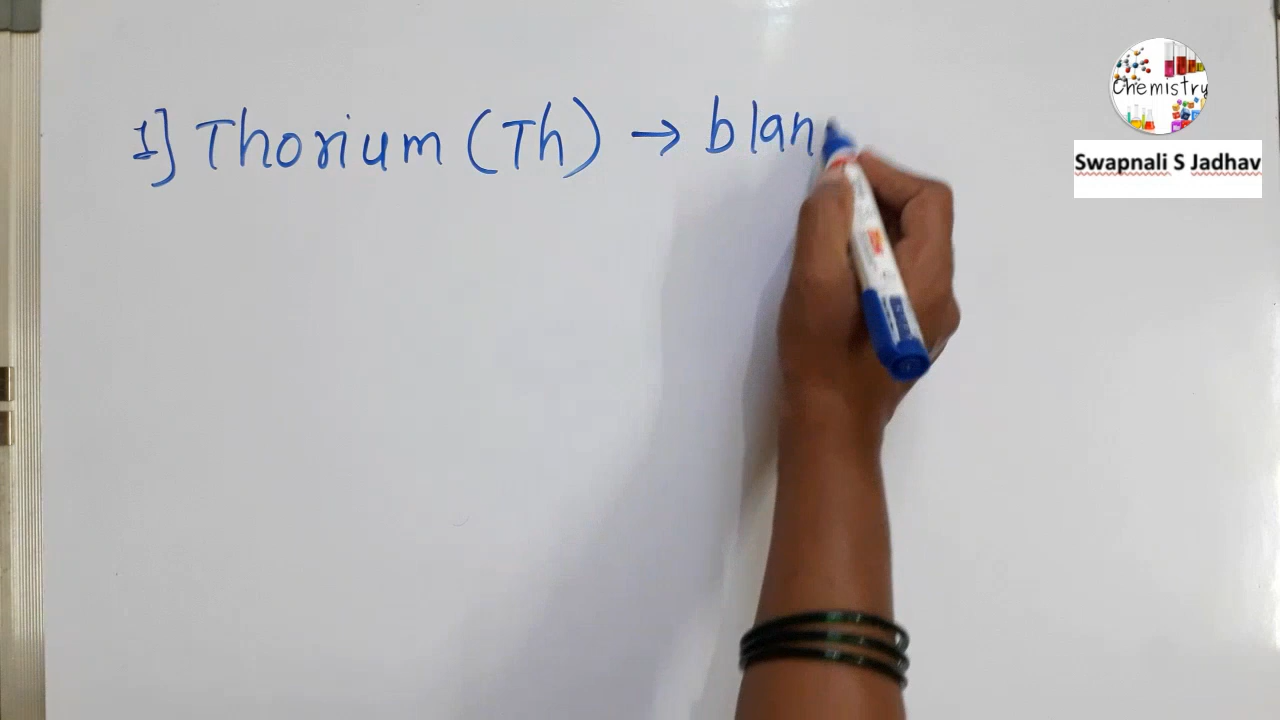 1] Thorium (Th) → blan
Chemistry
Swapnali S Jadhav